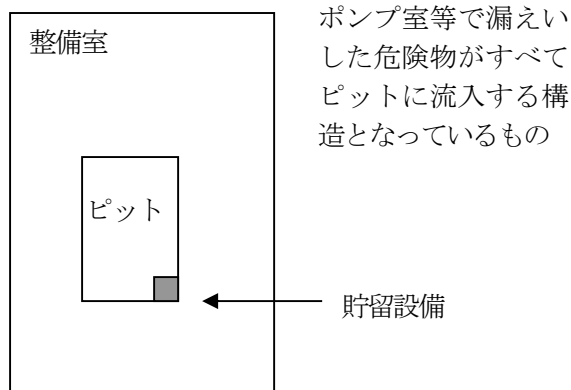 整備室
ポンプ室等で漏えい
した危険物がすべて
ピットに流入する構
造となっているもの
ピット
貯留設備